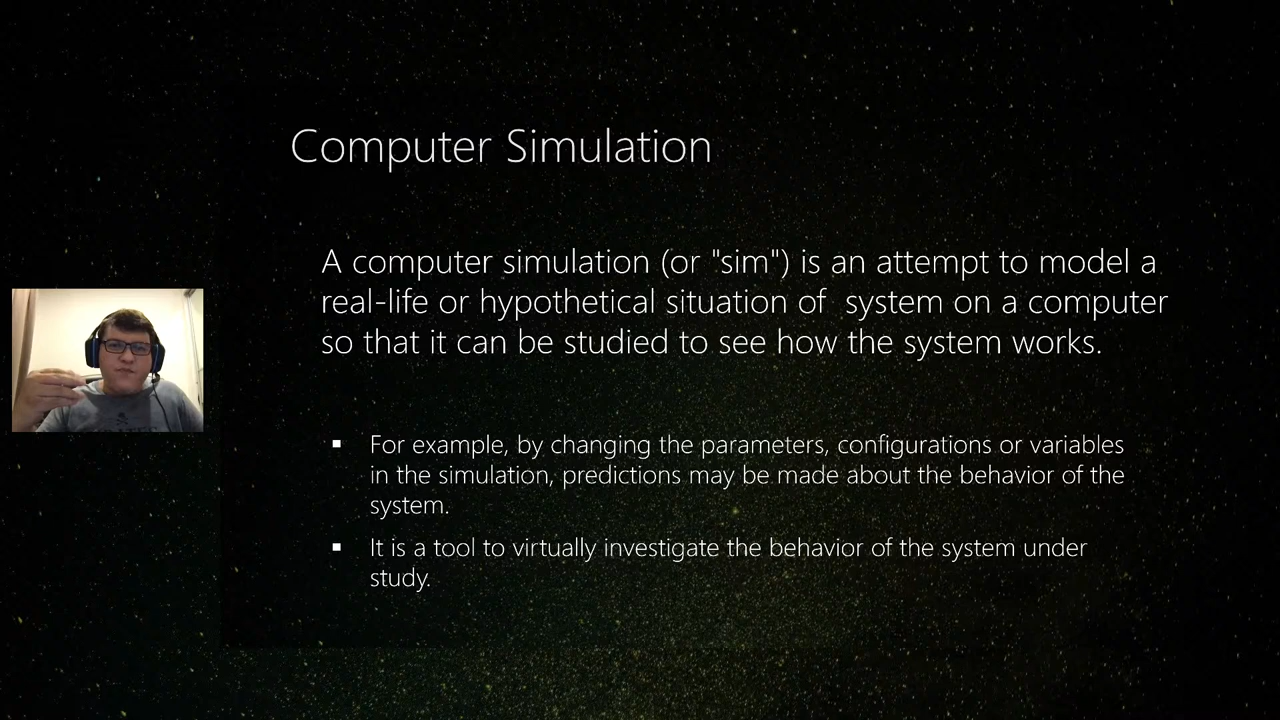 Computer Simulation
A computer simulation (or "sim") is an attempt to model a
real-life or hypothetical situation of  system on a computer
so that it can be studied to see how the system works.
▪ For example, by changing the parameters, configurations or variables
in the simulation, predictions may be made about the behavior of the
system.
▪ It is a tool to virtually investigate the behavior of the system under
study.